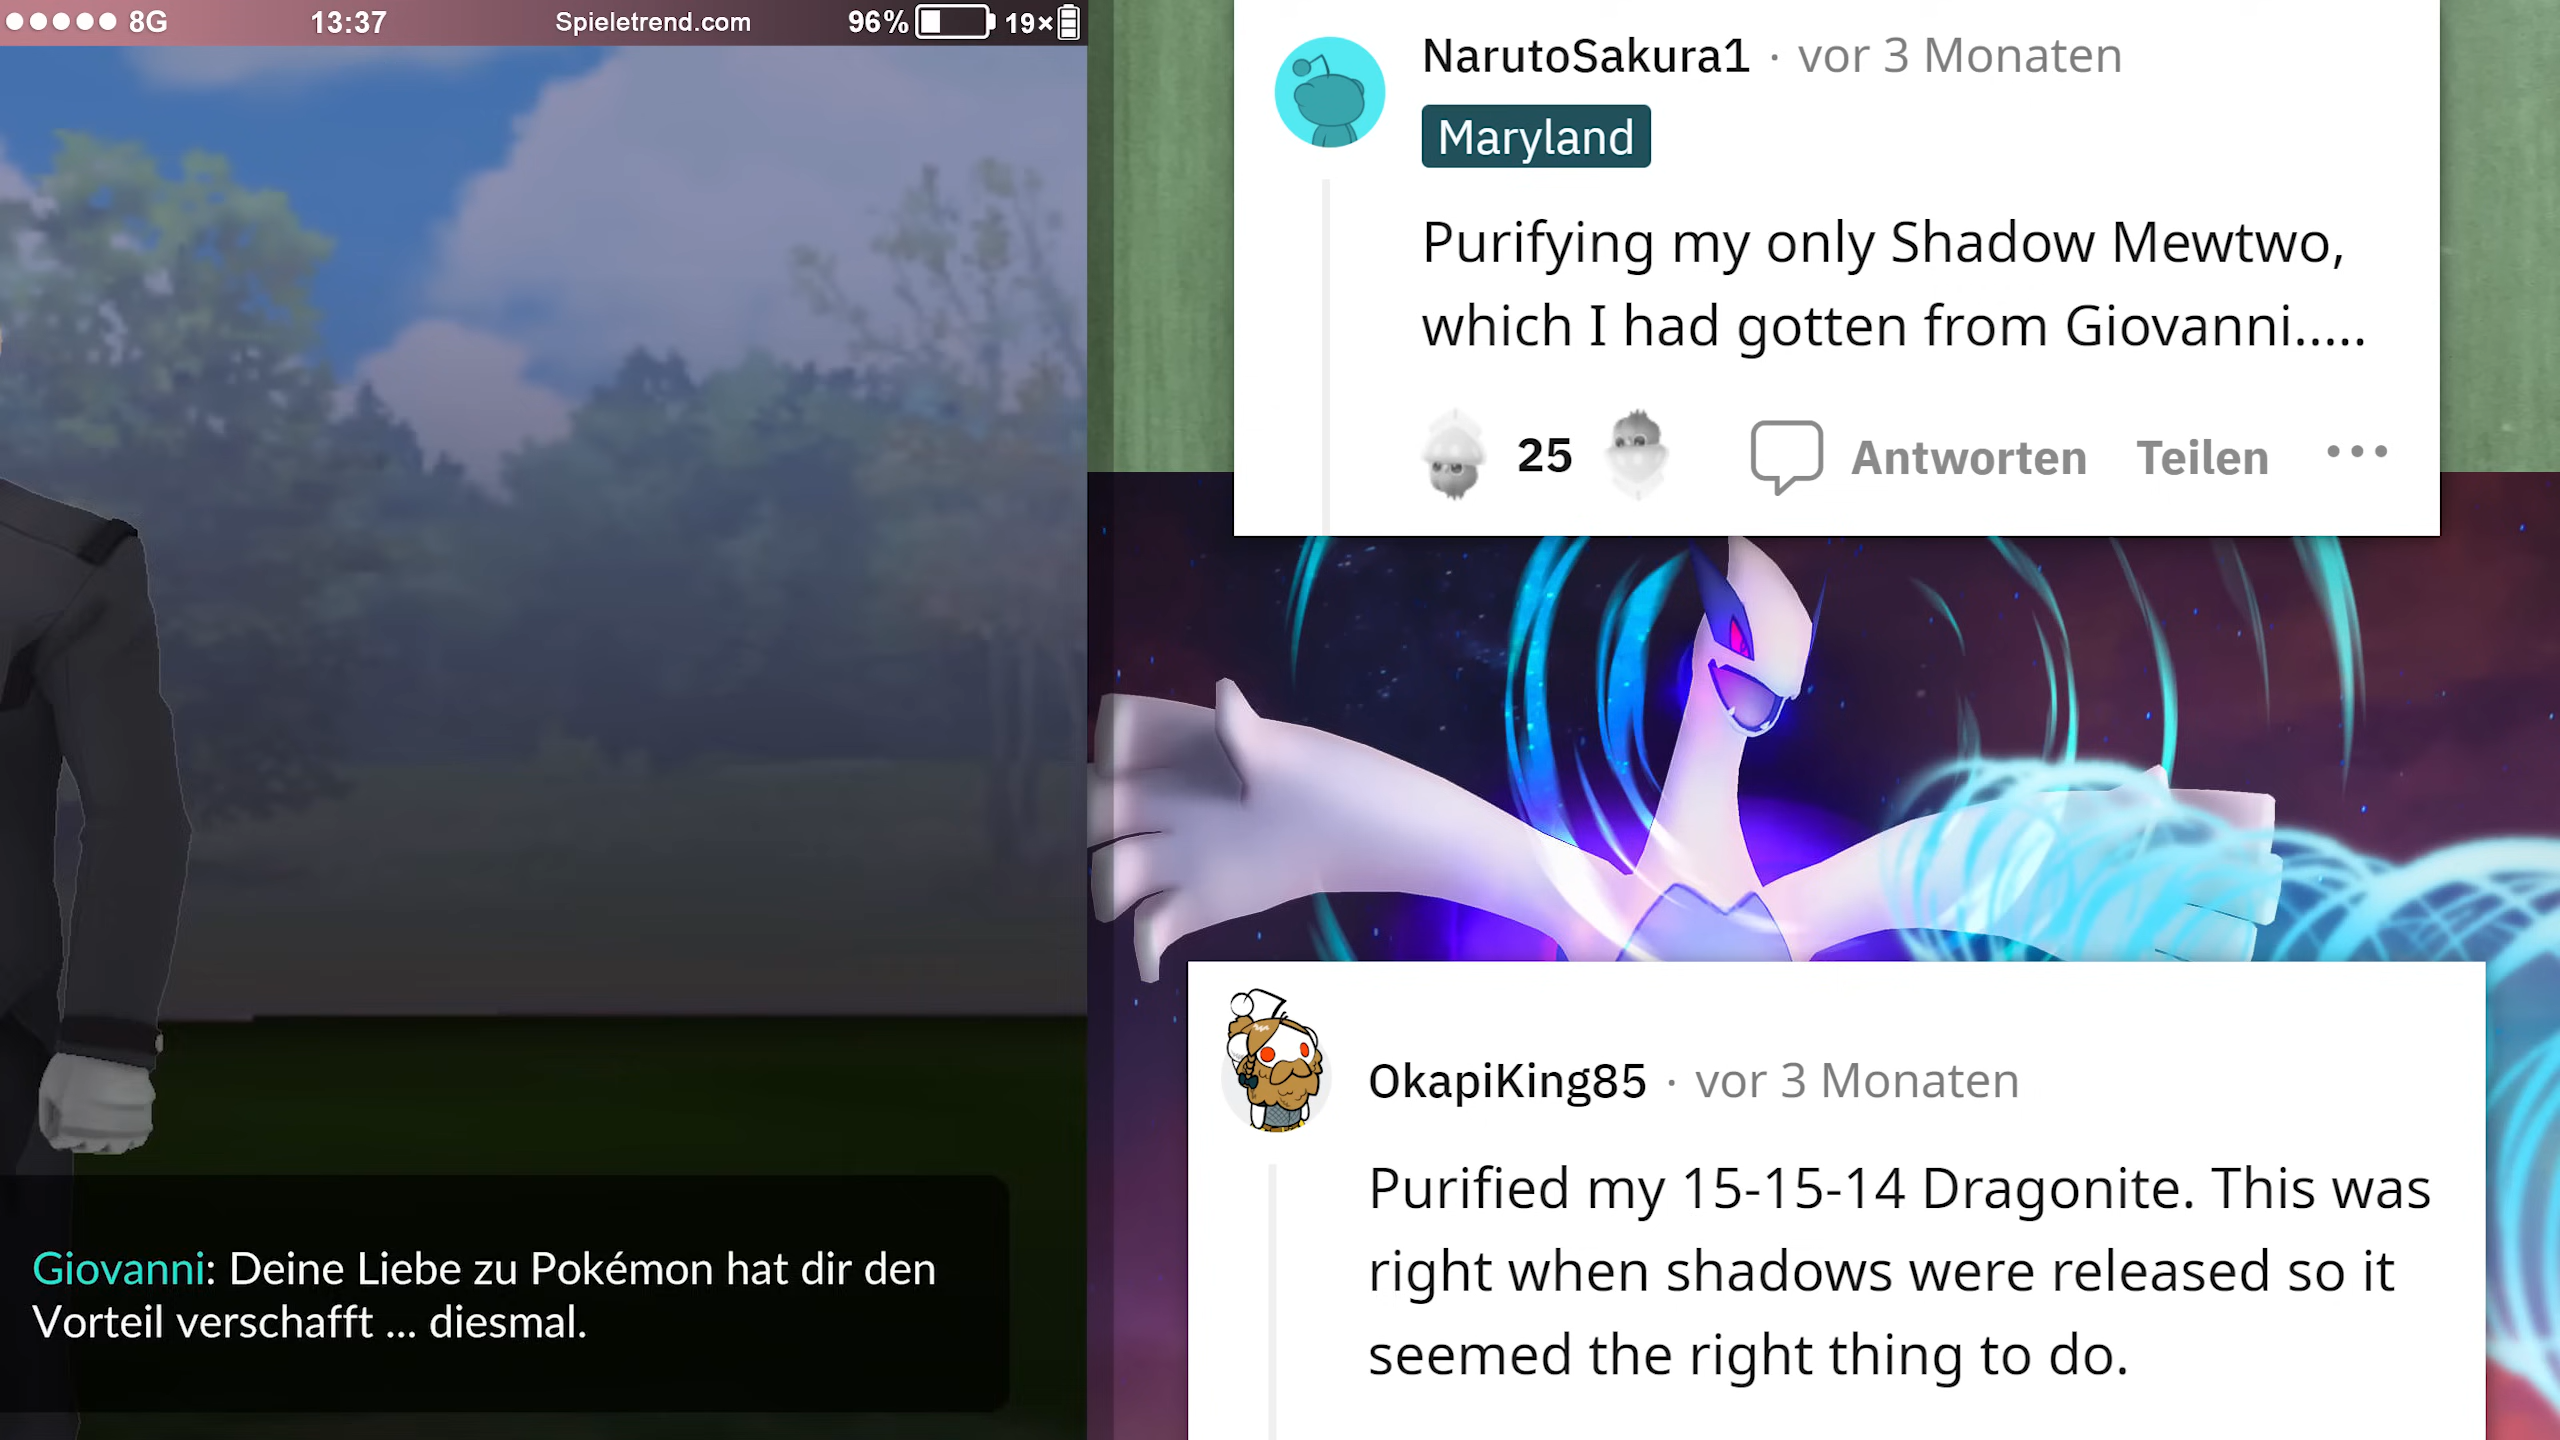 8G 13:37 Spieletrend.com 96% 19×
Giovanni: Deine Liebe zu Pokémon hat dir den
Vorteil verschafft ... diesmal.
NarutoSakura1 · vor 3 Monaten
Maryland
Purifying my only Shadow Mewtwo,
which I had gotten from Giovanni.....
25 Antworten Teilen
OkapiKing85 · vor 3 Monaten
Purified my 15-15-14 Dragonite. This was
right when shadows were released so it
seemed the right thing to do.